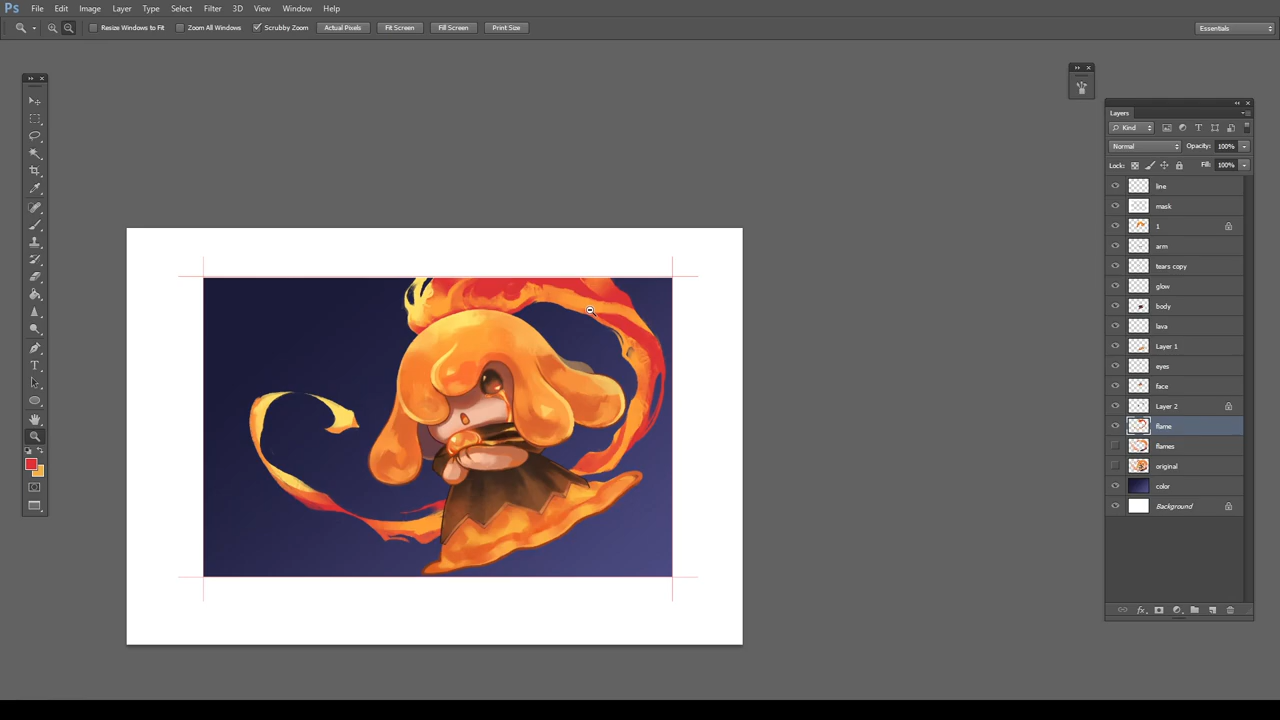 Ps File Edit Image Layer Type Select Filter 3D View Window Help
Resize Windows to Fit Zoom All Windows Scrubby Zoom Actual Pixels Fit Screen Fill Screen Print Size Essentials
Layers
Kind
Normal Opacity: 100%
Lock: Fill: 100%
line
mask
1
arm
tears copy
glow
body
lava
Layer 1
eyes
face
Layer 2
flame
flames
original
color
Background